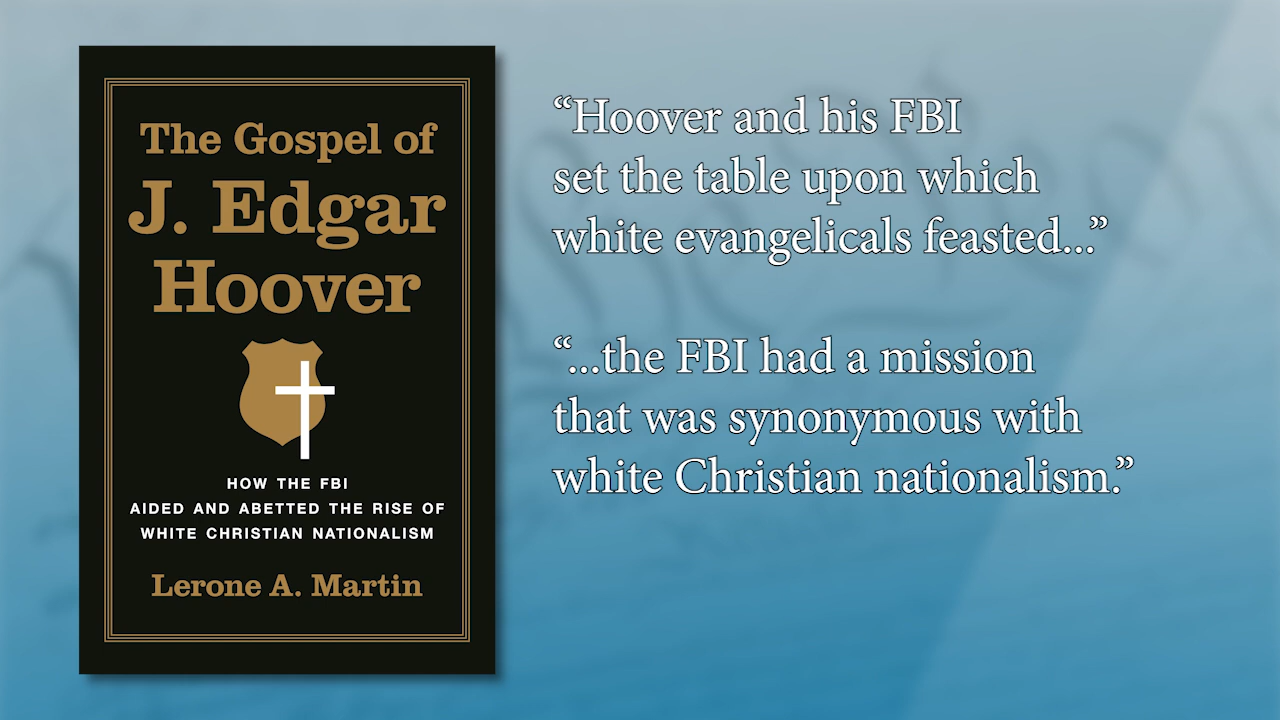 The Gospel of
J. Edgar
Hoover
HOW THE FBI
AIDED AND ABETTED THE RISE OF
WHITE CHRISTIAN NATIONALISM
Lerone A. Martin
“Hoover and his FBI
set the table upon which
white evangelicals feasted...”
“...the FBI had a mission
that was synonymous with
white Christian nationalism.”